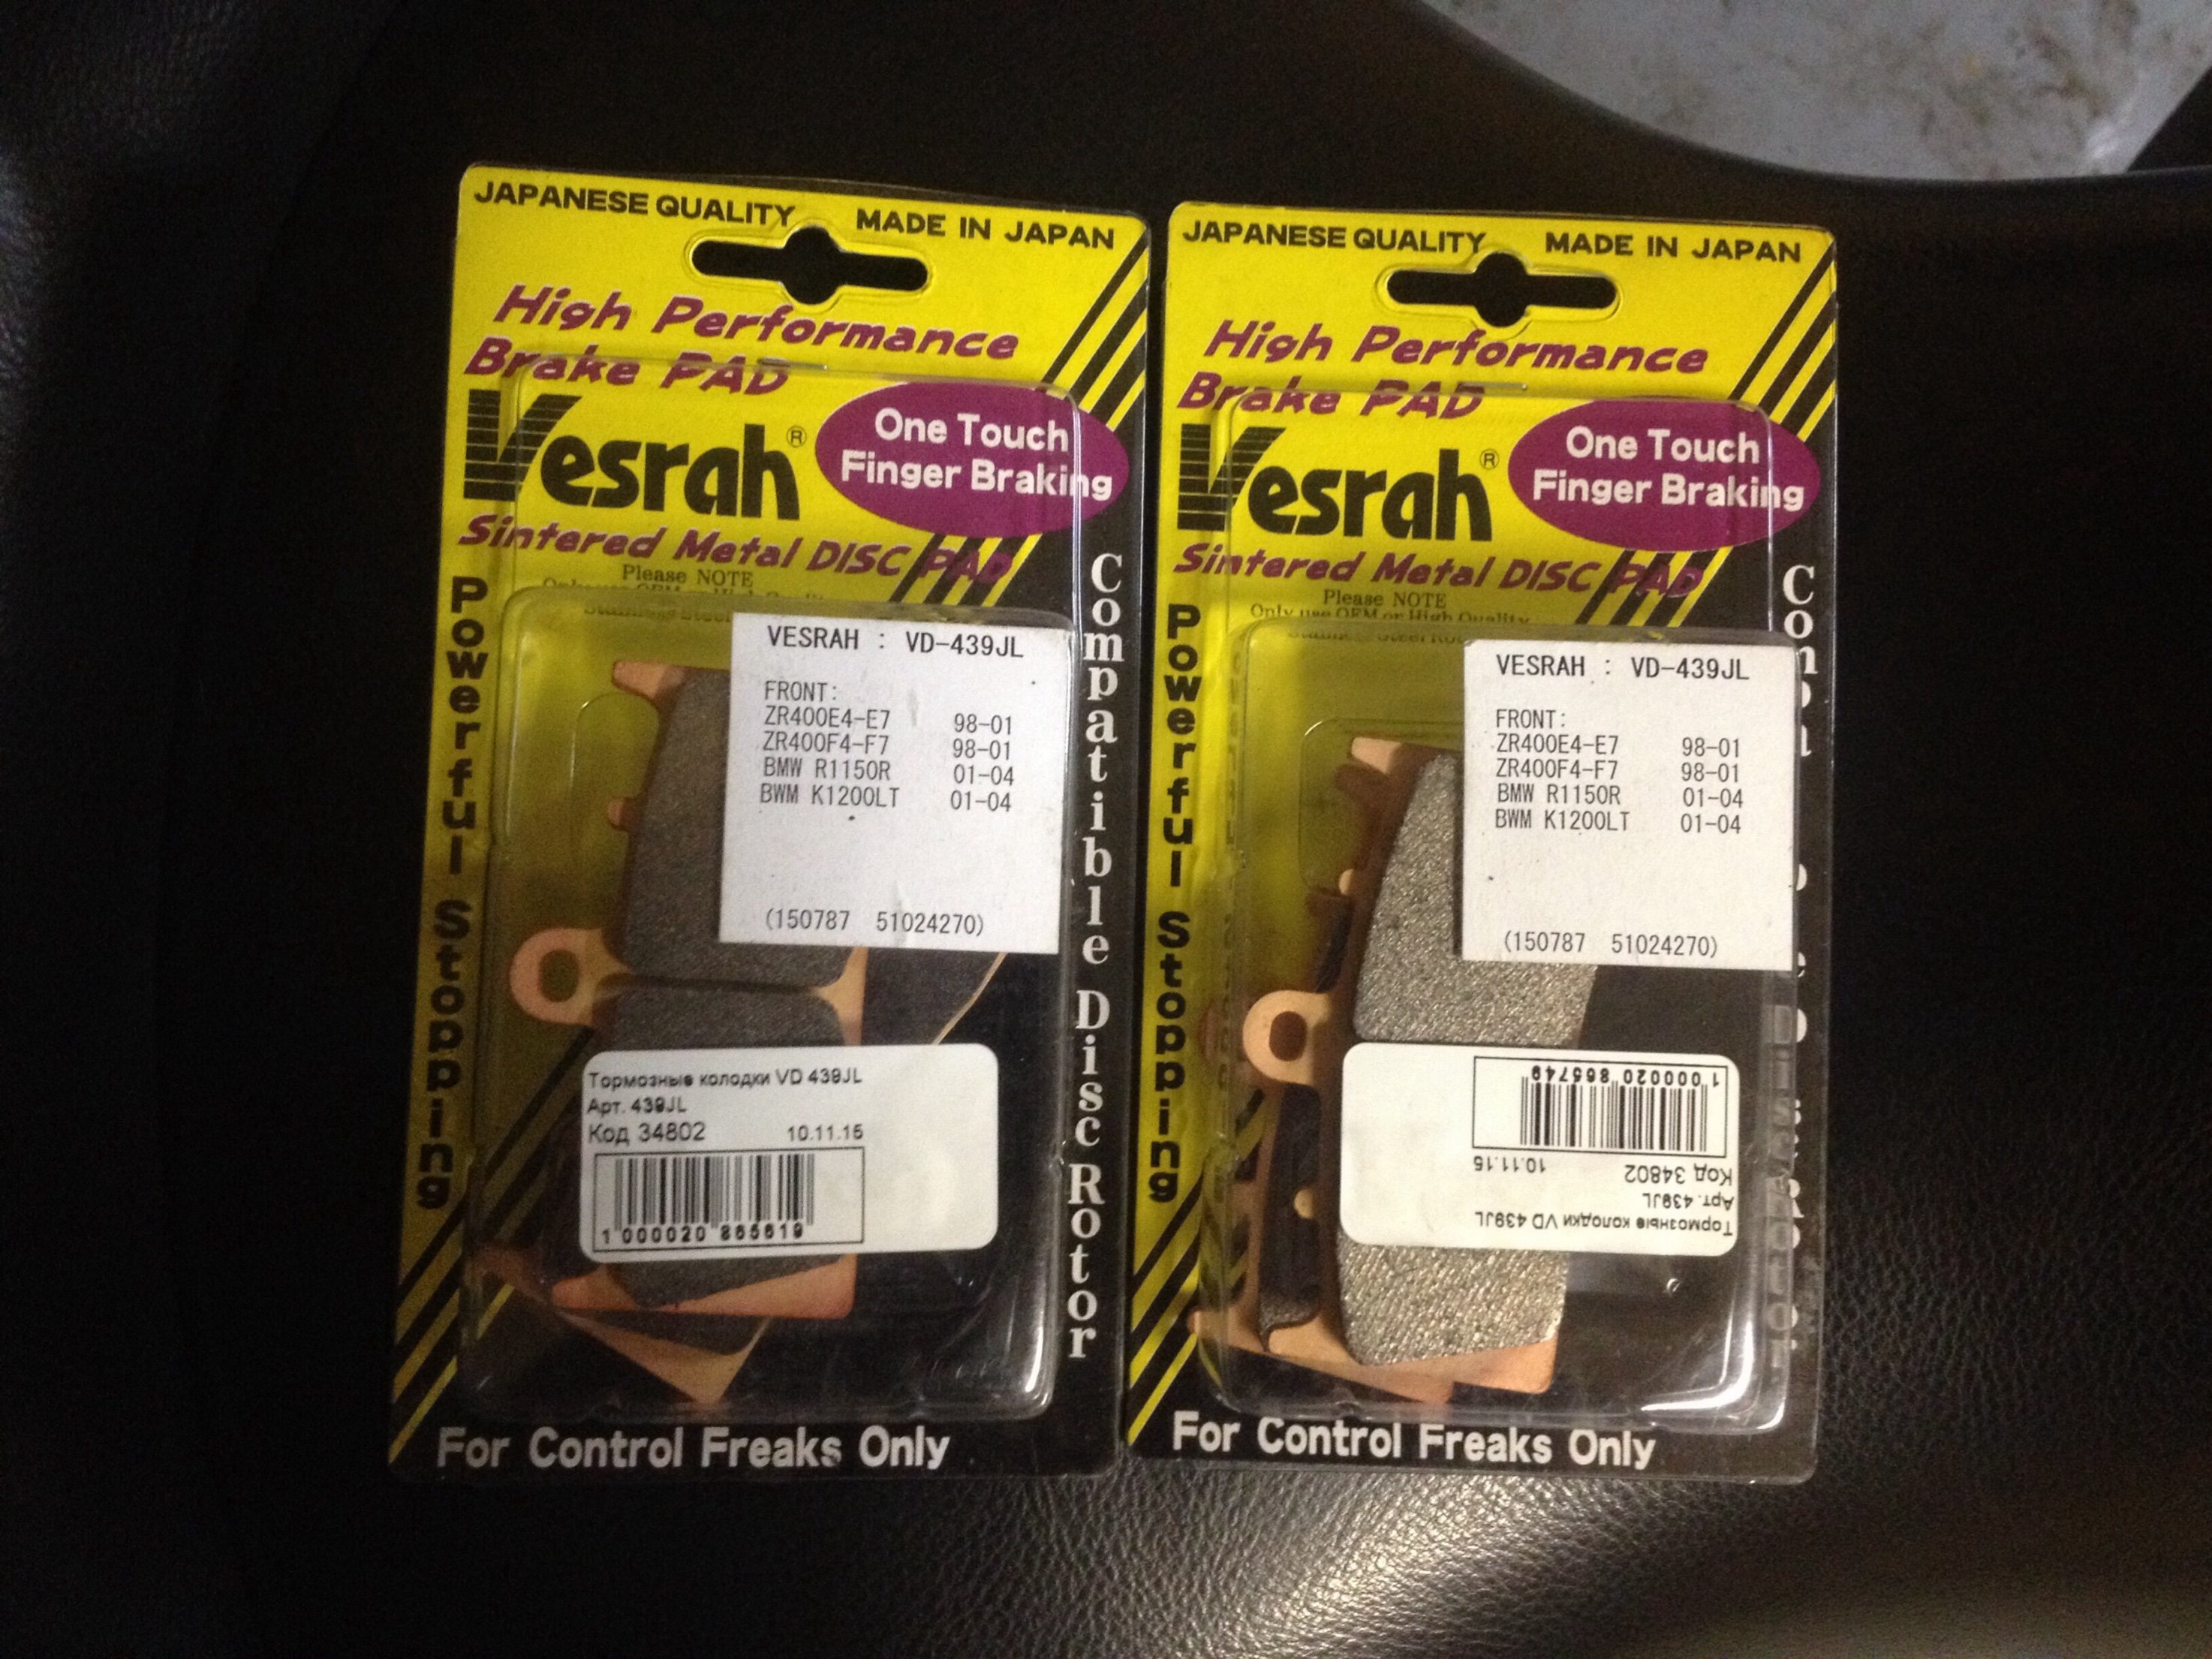 JAPANESE QUALITY MADE IN JAPAN
High Performance
Brake PAD
Vesrah®
One Touch
Finger Braking
Sintered Metal DISC PAD
Please NOTE
Powerful Stopping
Compatible Disc Rotor
VESRAH : VD-439JL
FRONT:
ZR400E4-E7 98-01
ZR400F4-F7 98-01
BMW R1150R 01-04
BWM K1200LT 01-04
(150787 51024270)
Тормозные колодки VD 439JL
Арт. 439JL
Код 34802 10.11.15
1 000020 865619
For Control Freaks Only
JAPANESE QUALITY MADE IN JAPAN
High Performance
Brake PAD
Vesrah®
One Touch
Finger Braking
Sintered Metal DISC PAD
Please NOTE
Only use OEM or High Quality
Powerful Stopping
VESRAH : VD-439JL
FRONT:
ZR400E4-E7 98-01
ZR400F4-F7 98-01
BMW R1150R 01-04
BWM K1200LT 01-04
(150787 51024270)
Тормозные колодки VD 439JL
Арт. 439JL
Код 34802 10.11.15
1 000020 865749
For Control Freaks Only